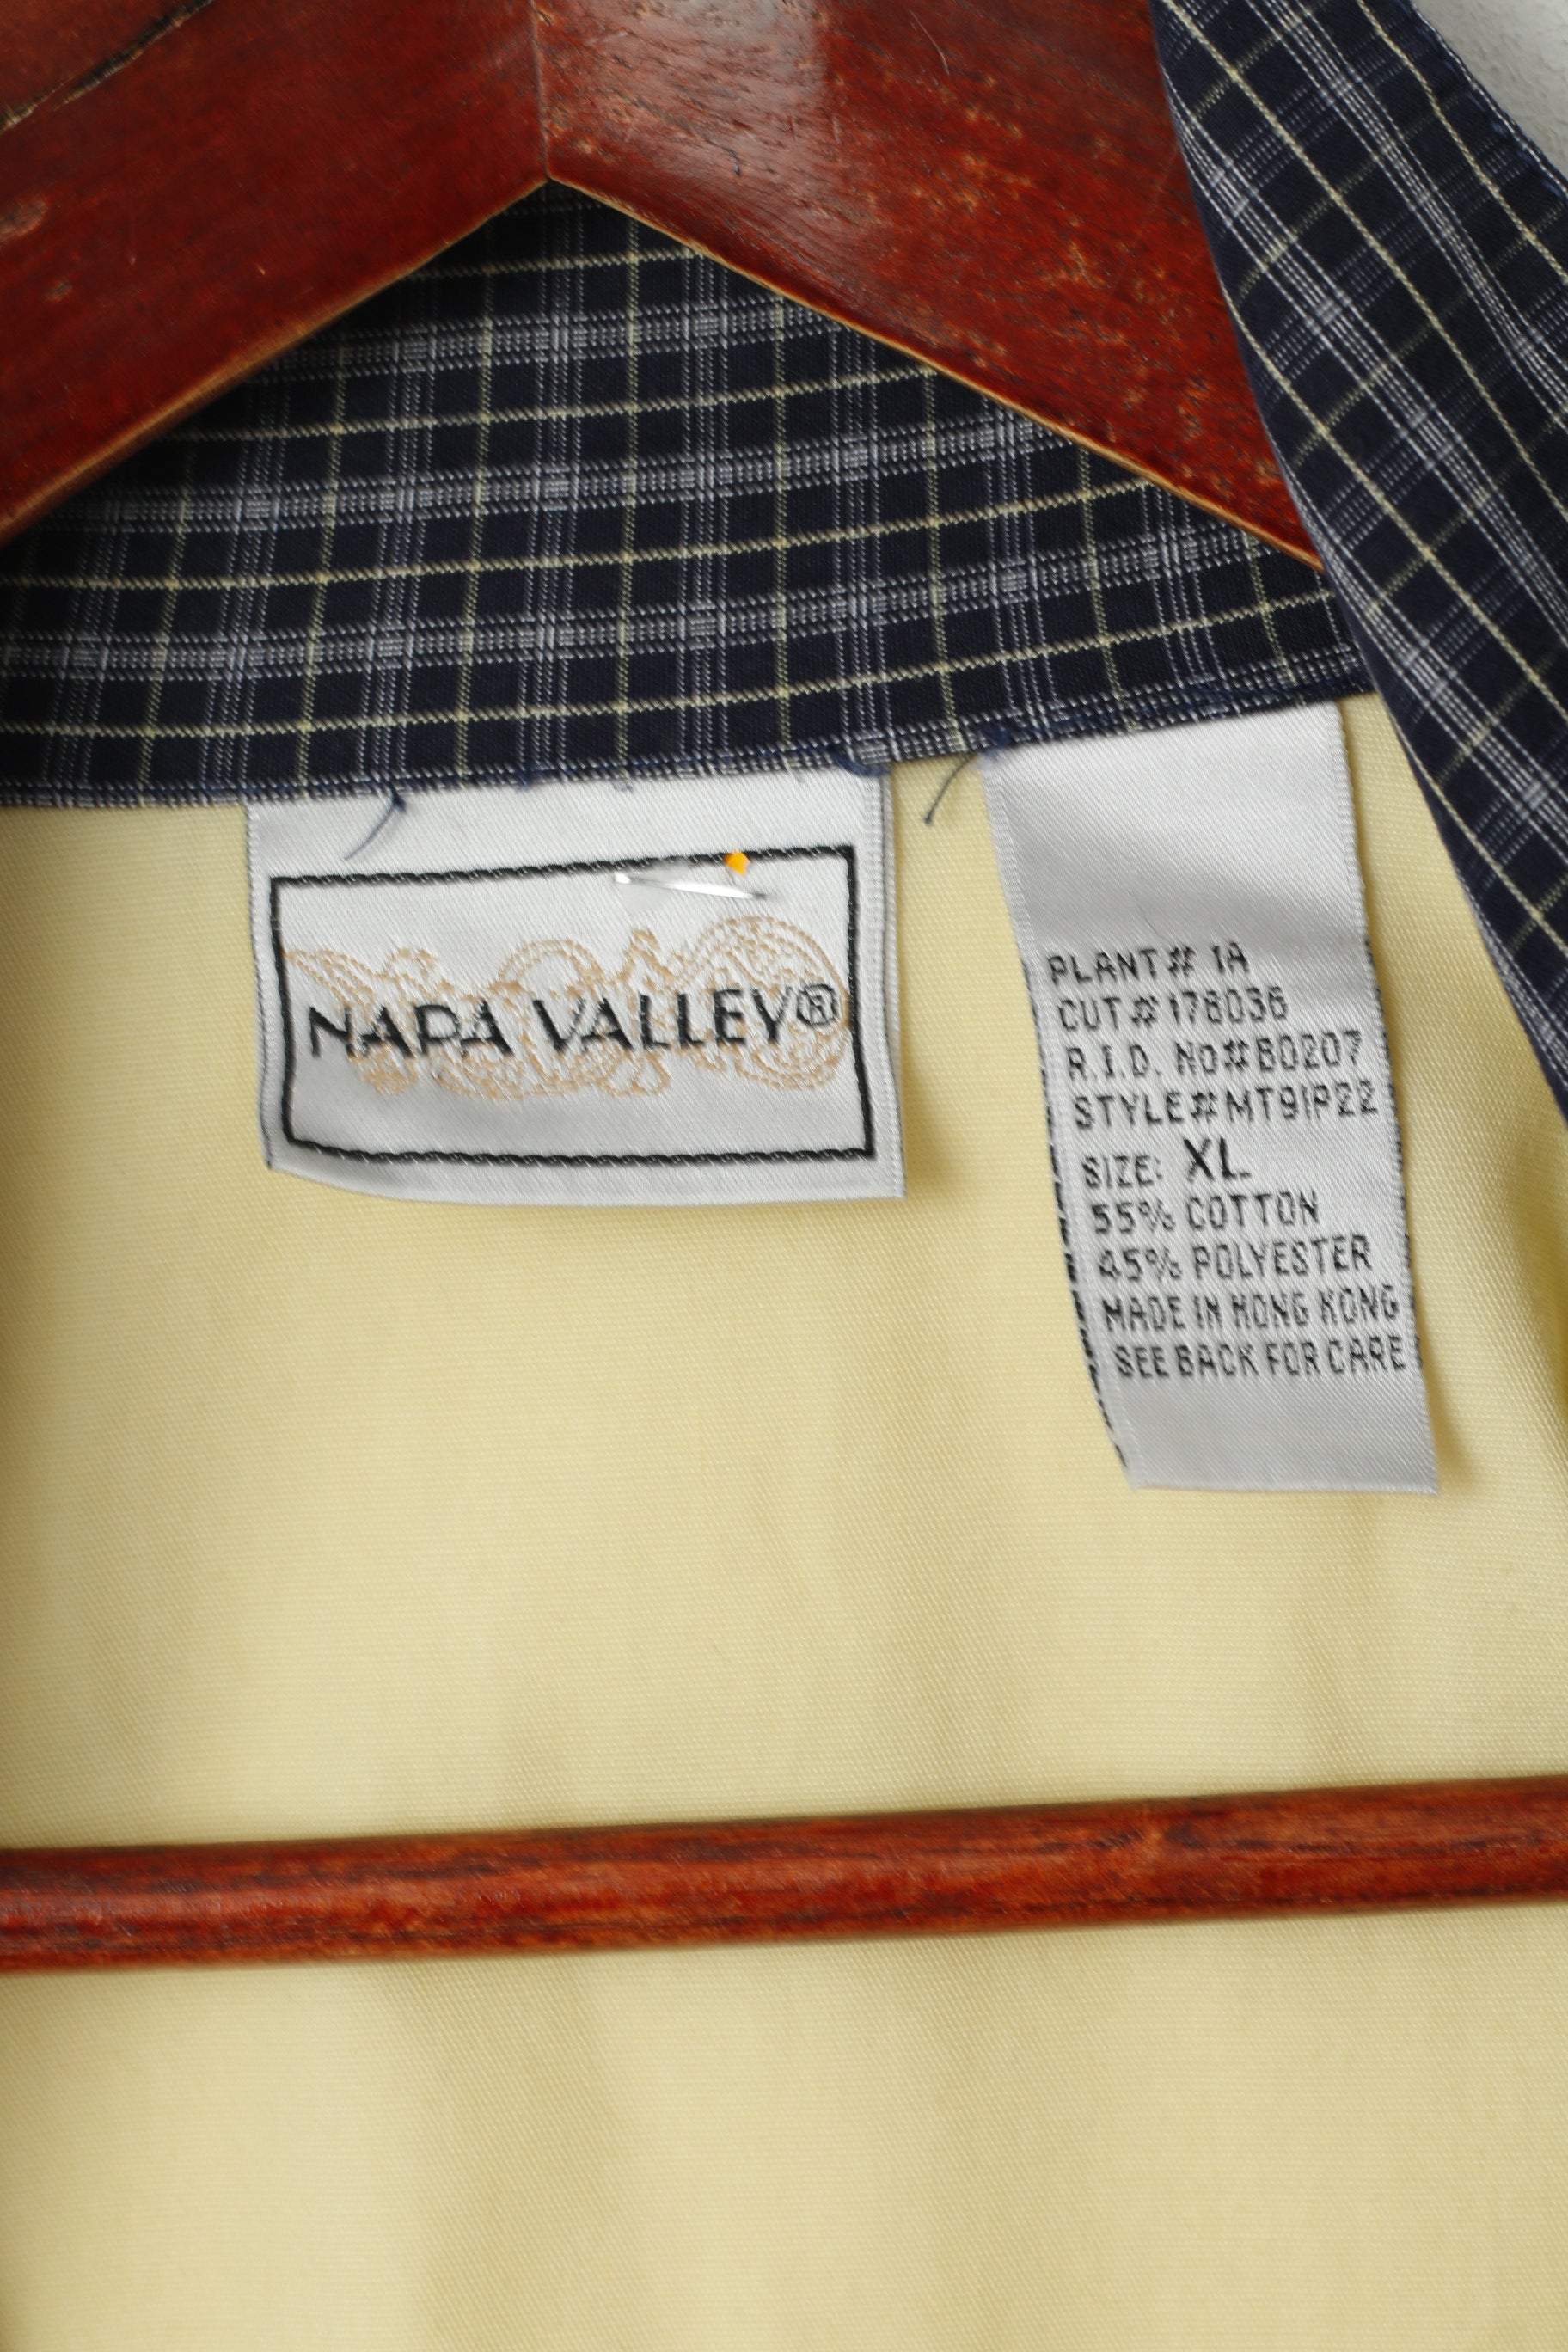 NAPA VALLEY®
PLANT# 1A
CUT# 178036
R.I.D. NO# 80207
STYLE# MT91P22
SIZE: XL
55% COTTON
45% POLYESTER
MADE IN HONG KONG
SEE BACK FOR CARE